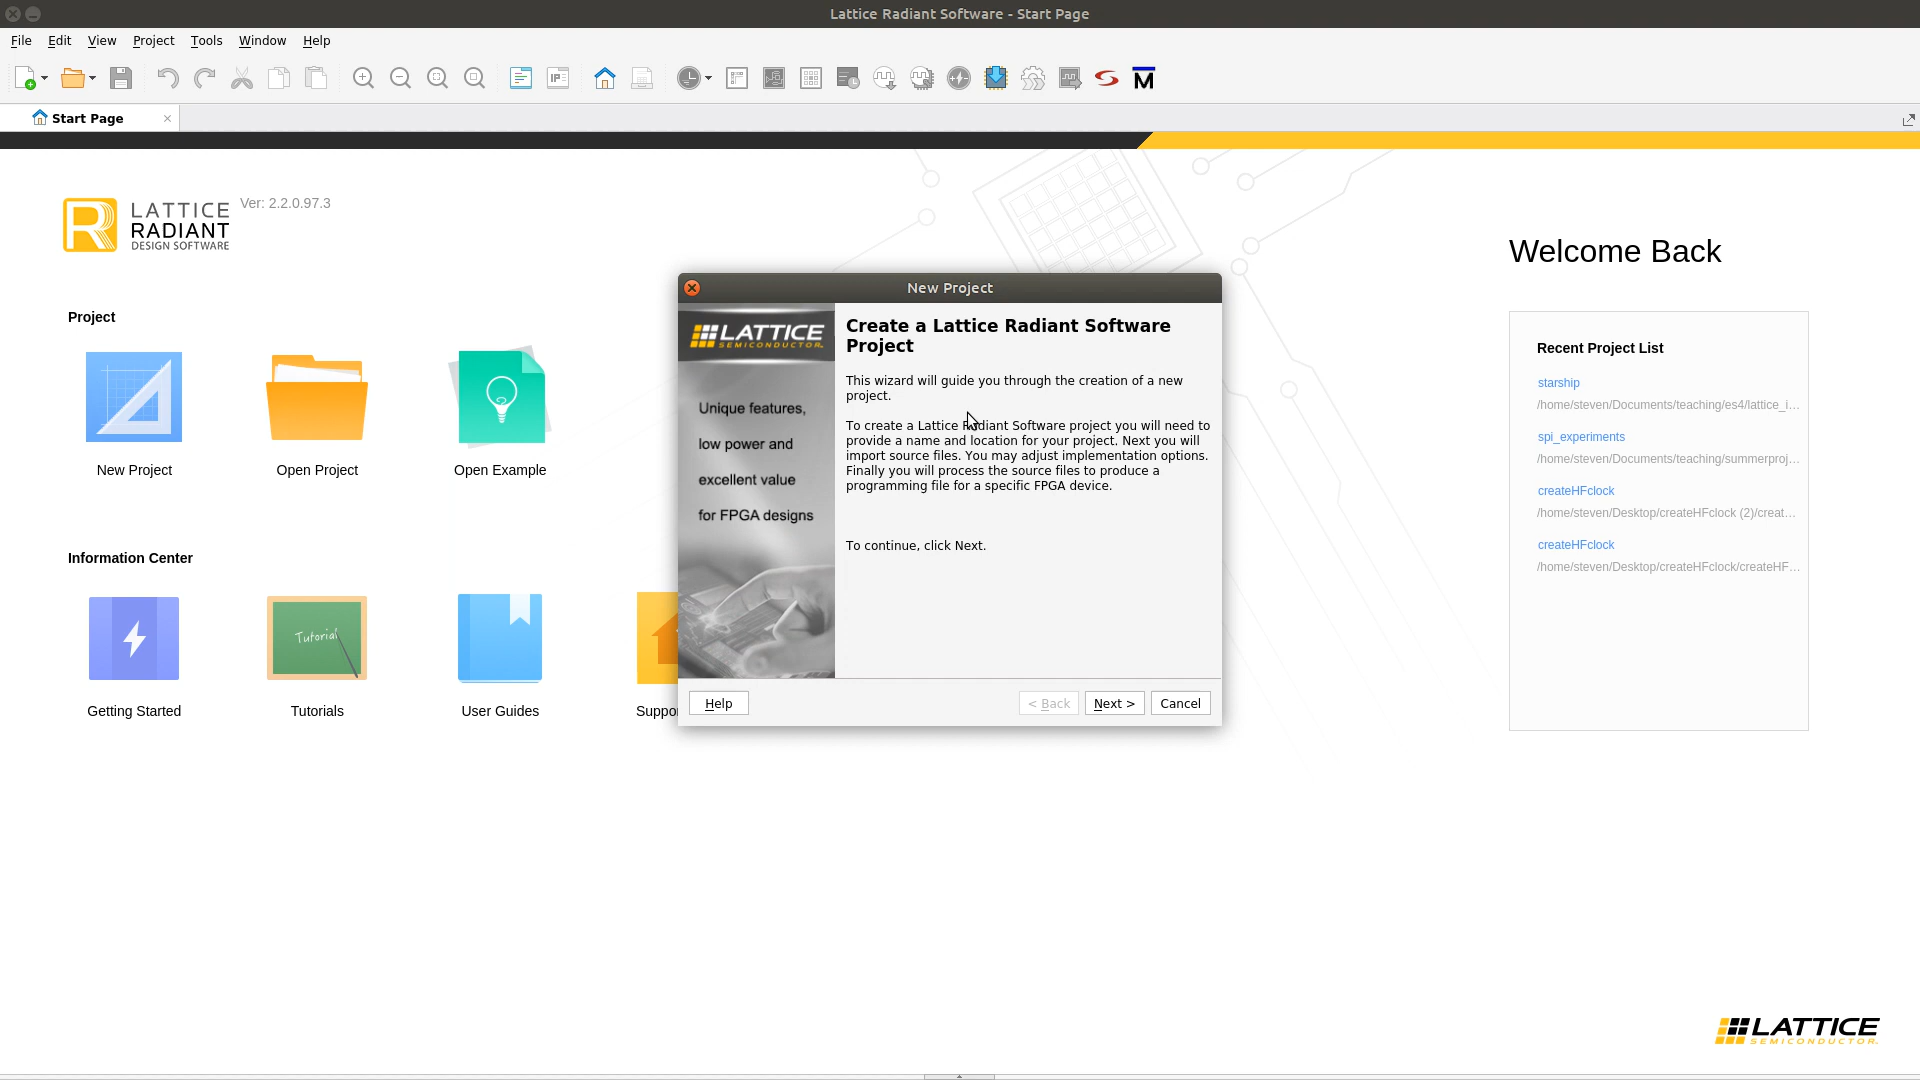 Lattice Radiant Software - Start Page
File Edit View Project Tools Window Help
IP
M
Start Page
LATTICE
RADIANT
DESIGN SOFTWARE
Ver: 2.2.0.97.3
Project
New Project
Open Project
Open Example
Information Center
Tutorial
Getting Started
Tutorials
User Guides
New Project
LATTICE
SEMICONDUCTOR.
Unique features,
low power and
excellent value
for FPGA designs
Create a Lattice Radiant Software
Project
This wizard will guide you through the creation of a new
project.
To create a Lattice Radiant Software project you will need to
provide a name and location for your project. Next you will
import source files. You may adjust implementation options.
Finally you will process the source files to produce a
programming file for a specific FPGA device.
To continue, click Next.
Help
< Back
Next >
Cancel
Welcome Back
Recent Project List
starship
/home/steven/Documents/teaching/es4/lattice_i...
spi_experiments
/home/steven/Documents/teaching/summerproj...
createHFclock
/home/steven/Desktop/createHFclock (2)/creat...
createHFclock
/home/steven/Desktop/createHFclock/createHF...
LATTICE
SEMICONDUCTOR.